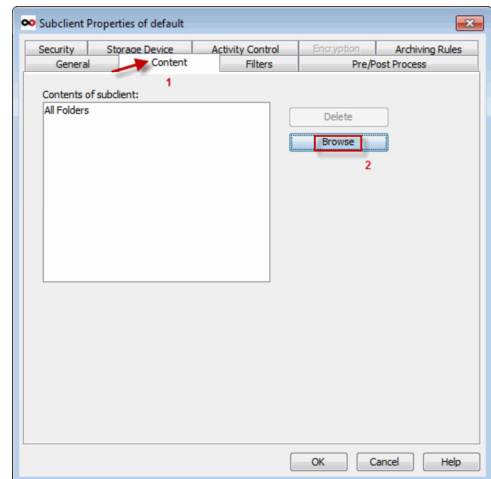 Subclient Properties of default
Security Storage Device Activity Control Encryption Archiving Rules
General Content Filters Pre/Post Process
1
Contents of subclient:
All Folders
Delete
Browse
2
OK Cancel Help